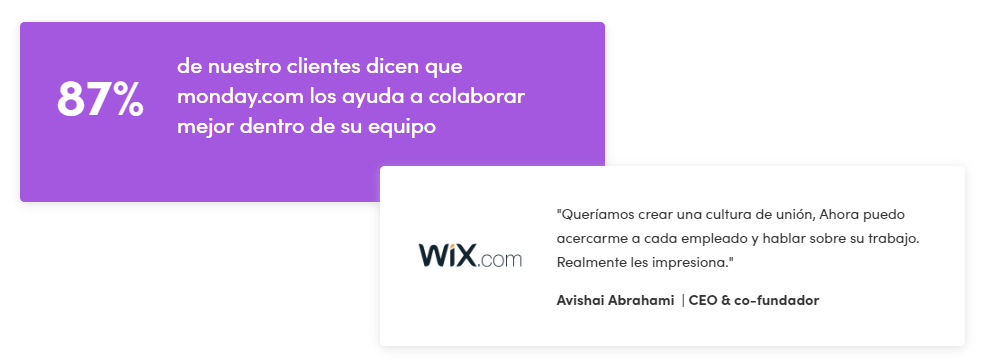 87%
de nuestro clientes dicen que
monday.com los ayuda a colaborar
mejor dentro de su equipo
WiX.com
"Queríamos crear una cultura de unión, Ahora puedo
acercarme a cada empleado y hablar sobre su trabajo.
Realmente les impresiona."
Avishai Abrahami | CEO & co-fundador